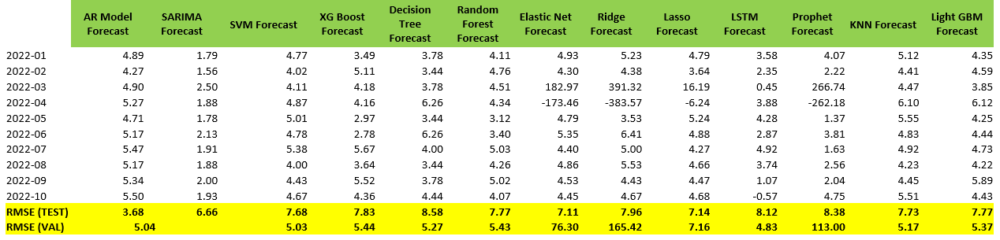 AR Model Forecast SARIMA Forecast SVM Forecast XG Boost Forecast Decision Tree Forecast Random Forest Forecast Elastic Net Forecast Ridge Forecast Lasso Forecast LSTM Forecast Prophet Forecast KNN Forecast Light GBM Forecast
2022-01 4.89 1.79 4.77 3.49 3.78 4.11 4.93 5.23 4.79 3.58 4.07 5.12 4.35
2022-02 4.27 1.56 4.02 5.11 3.44 4.76 4.30 4.38 3.64 2.35 2.22 4.41 4.59
2022-03 4.90 2.50 4.11 4.18 3.78 4.51 182.97 391.32 16.19 0.45 266.74 4.47 3.85
2022-04 5.27 1.88 4.87 4.16 6.26 4.34 -173.46 -383.57 -6.24 3.88 -262.18 6.10 6.12
2022-05 4.71 1.78 5.01 2.97 3.44 3.12 4.79 3.53 5.24 4.28 1.37 5.55 4.25
2022-06 5.17 2.13 4.78 2.78 6.26 3.40 5.35 6.41 4.88 2.87 3.81 4.83 4.44
2022-07 5.47 1.91 5.38 5.67 4.00 5.03 4.40 5.00 4.27 4.92 1.63 4.92 4.73
2022-08 5.17 1.88 4.00 3.64 3.44 4.26 4.86 5.53 4.66 3.74 2.56 4.23 4.22
2022-09 5.34 2.00 4.43 5.52 3.78 5.02 4.53 4.43 4.47 1.07 2.04 4.45 5.89
2022-10 5.50 1.93 4.67 4.36 4.44 4.07 4.45 4.67 4.68 -0.57 4.75 5.51 4.43
RMSE (TEST) 3.68 6.66 7.68 7.83 8.58 7.77 7.11 7.96 7.14 8.12 8.38 7.73 7.77
RMSE (VAL) 5.04 5.03 5.44 5.27 5.43 76.30 165.42 7.16 4.83 113.00 5.17 5.37